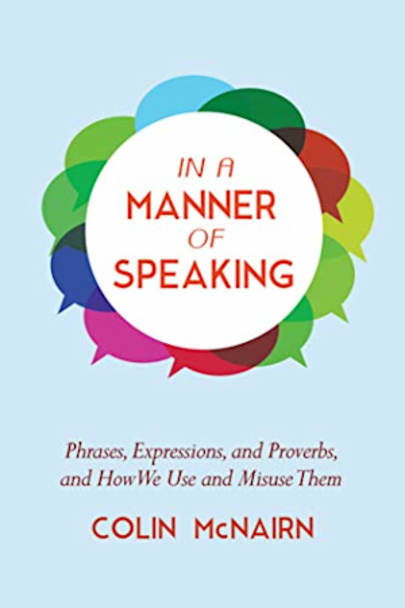 IN A
MANNER
OF
SPEAKING
Phrases, Expressions, and Proverbs,
and How We Use and Misuse Them
COLIN McNAIRN